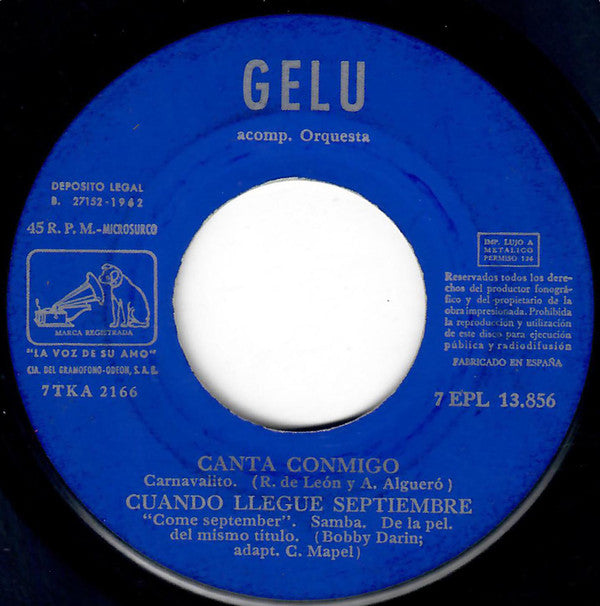 GELU
acomp. Orquesta
DEPOSITO LEGAL
B. 27152-1962
45 R. P. M.-MICROSURCO
MARCA REGISTRADA
"LA VOZ DE SU AMO"
CIA. DEL GRAMOFONO-ODEON, S. A. E.
7TKA 2166
IMP. LUJO A
METALICO
PERMISO 136
Reservados todos los dere-
chos del productor fonográ-
fico y del propietario de la
obra impresionada. Prohibida
la reproducción y utilización
de este disco para ejecución
pública y radiodifusión
FABRICADO EN ESPAÑA
7 EPL 13.856
CANTA CONMIGO
Carnavalito. (R. de León y A. Algueró)
CUANDO LLEGUE SEPTIEMBRE
"Come september". Samba. De la pel.
del mismo título. (Bobby Darin;
adapt. C. Mapel)